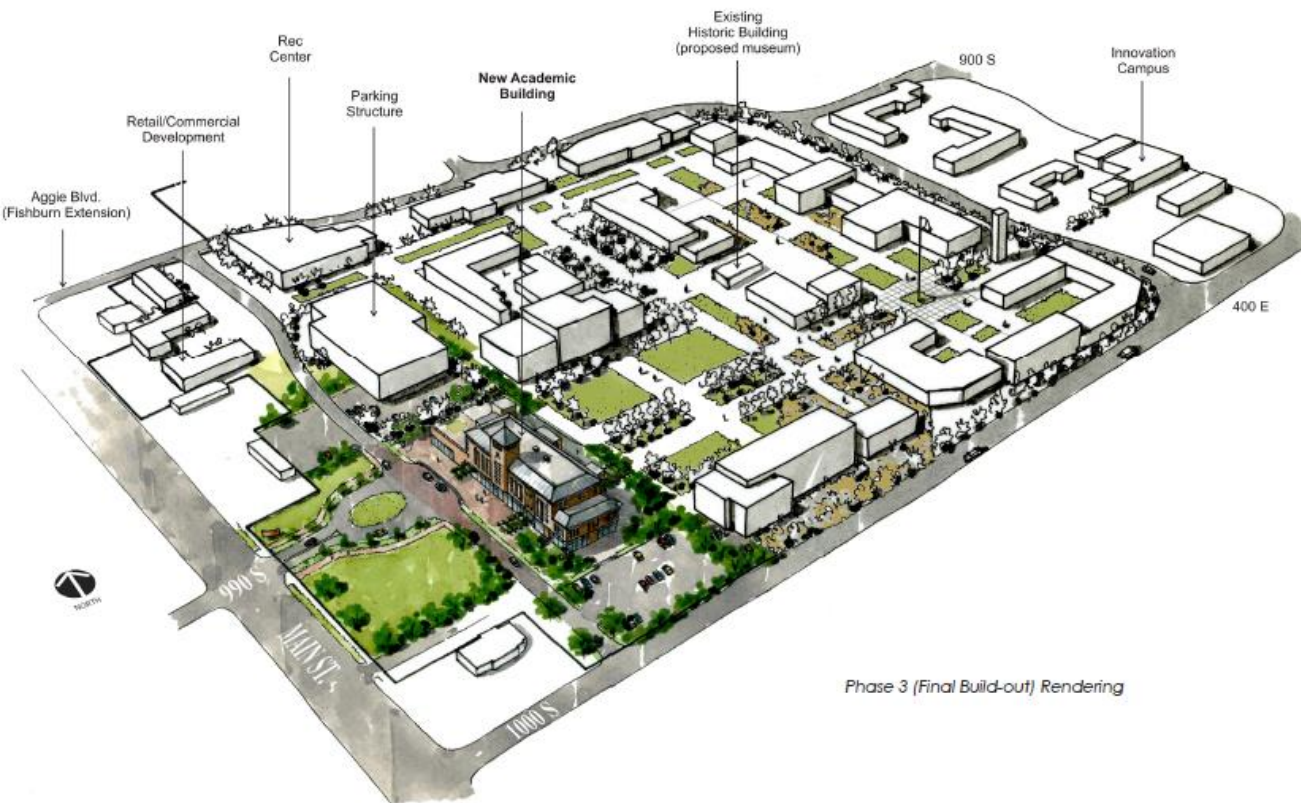 Existing
Historic Building
(proposed museum)
Rec
Center
900 S
Innovation
Campus
New Academic
Building
Parking
Structure
Retail/Commercial
Development
Aggie Blvd.
(Fishburn Extension)
400 E
NORTH
990 S
MAIN ST.
1000 S
Phase 3 (Final Build-out) Rendering